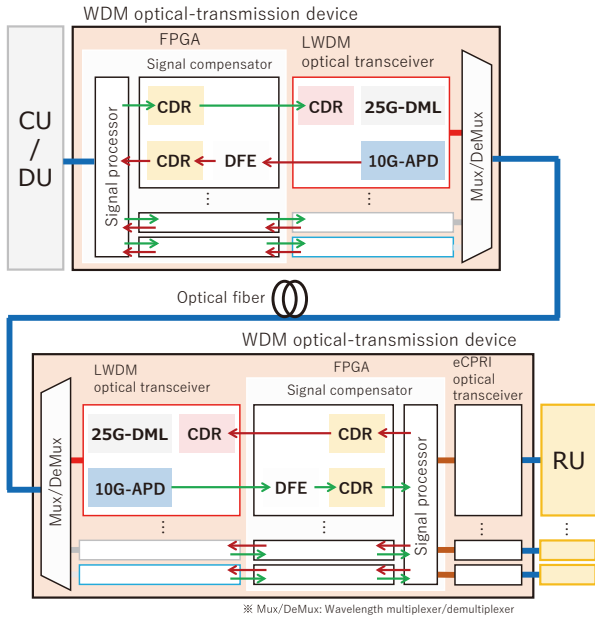 WDM optical-transmission device
FPGA
LWDM
optical transceiver
Signal compensator
CU
/
DU
Signal processor
CDR
CDR
25G-DML
CDR
DFE
10G-APD
Mux/DeMux
⋮
⋮
Optical fiber
WDM optical-transmission device
LWDM
optical transceiver
FPGA
Signal compensator
eCPRI
optical
transceiver
Mux/DeMux
25G-DML
CDR
CDR
10G-APD
DFE
CDR
Signal processor
RU
⋮
⋮
⋮
⋮
※ Mux/DeMux: Wavelength multiplexer/demultiplexer